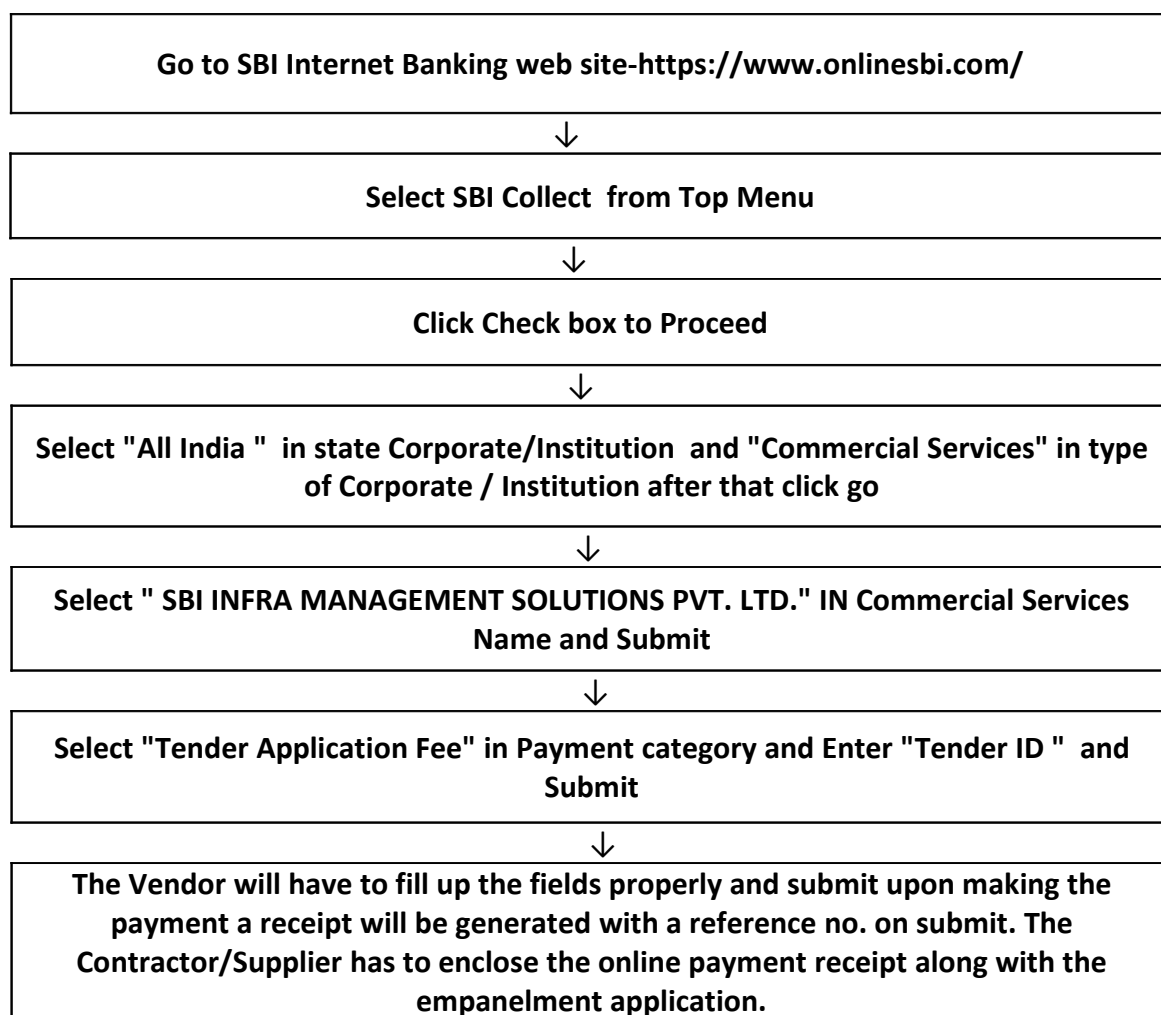 Go to SBI Internet Banking web site-https://www.onlinesbi.com/
↓
Select SBI Collect  from Top Menu
↓
Click Check box to Proceed
↓
Select "All India "  in state Corporate/Institution  and "Commercial Services" in type
of Corporate / Institution after that click go
↓
Select " SBI INFRA MANAGEMENT SOLUTIONS PVT. LTD." IN Commercial Services
Name and Submit
↓
Select "Tender Application Fee" in Payment category and Enter "Tender ID "  and
Submit
↓
The Vendor will have to fill up the fields properly and submit upon making the
payment a receipt will be generated with a reference no. on submit. The
Contractor/Supplier has to enclose the online payment receipt along with the
empanelment application.